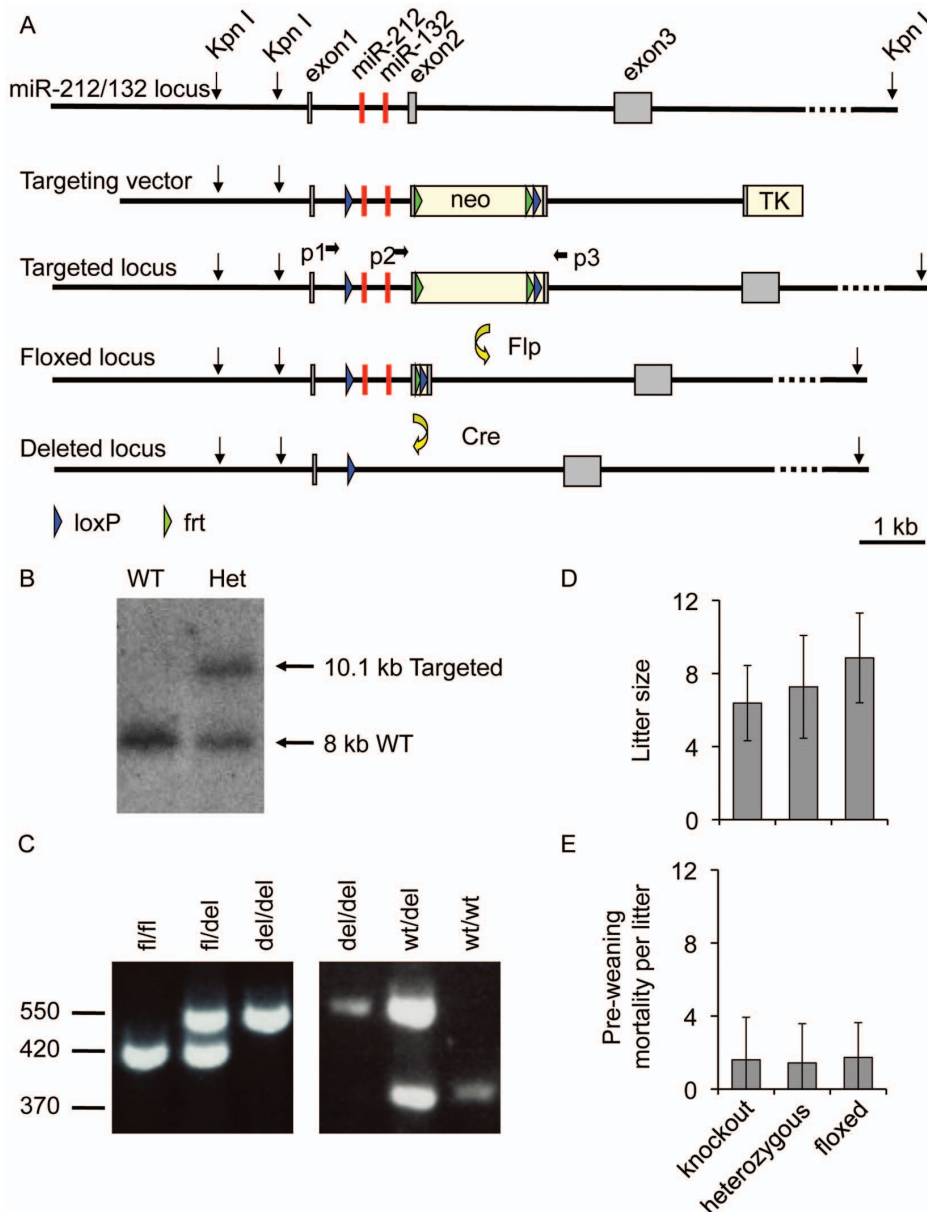 A
Kpn I
Kpn I
exon1
miR-212
miR-132
exon2
exon3
Kpn I
miR-212/132 locus
Targeting vector
neo
TK
Targeted locus
p1
p2
p3
Floxed locus
Flp
Deleted locus
Cre
loxP
frt
1 kb
B
WT
Het
10.1 kb Targeted
8 kb WT
C
fl/fl
fl/del
del/del
del/del
wt/del
wt/wt
550
420
370
D
12
8
4
0
Litter size
E
12
8
4
0
Pre-weaning
mortality per litter
knockout
heterozygous
floxed